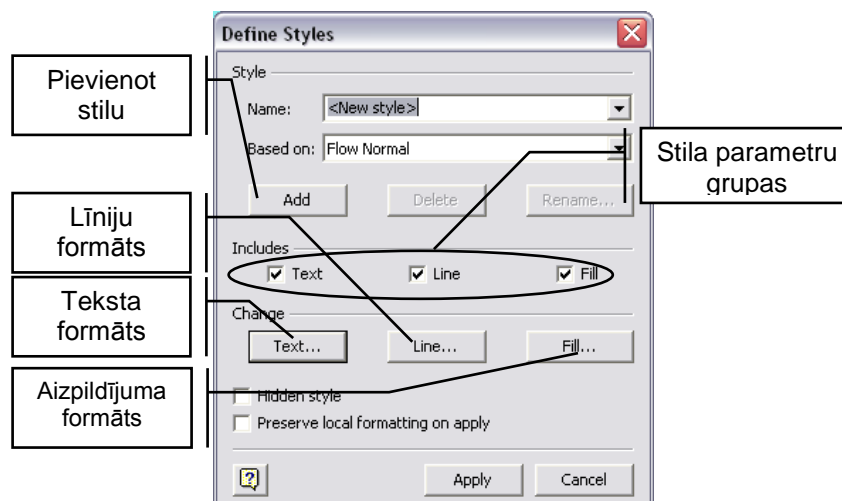 Define Styles
Pievienot
stilu
Style
Name: <New style>
Based on: Flow Normal
Stila parametru
grupas
Add Delete Rename...
Līniju
formāts
Includes
Text Line Fill
Teksta
formāts
Change
Text... Line... Fill...
Aizpildījuma
formāts
Hidden style
Preserve local formatting on apply
? Apply Cancel